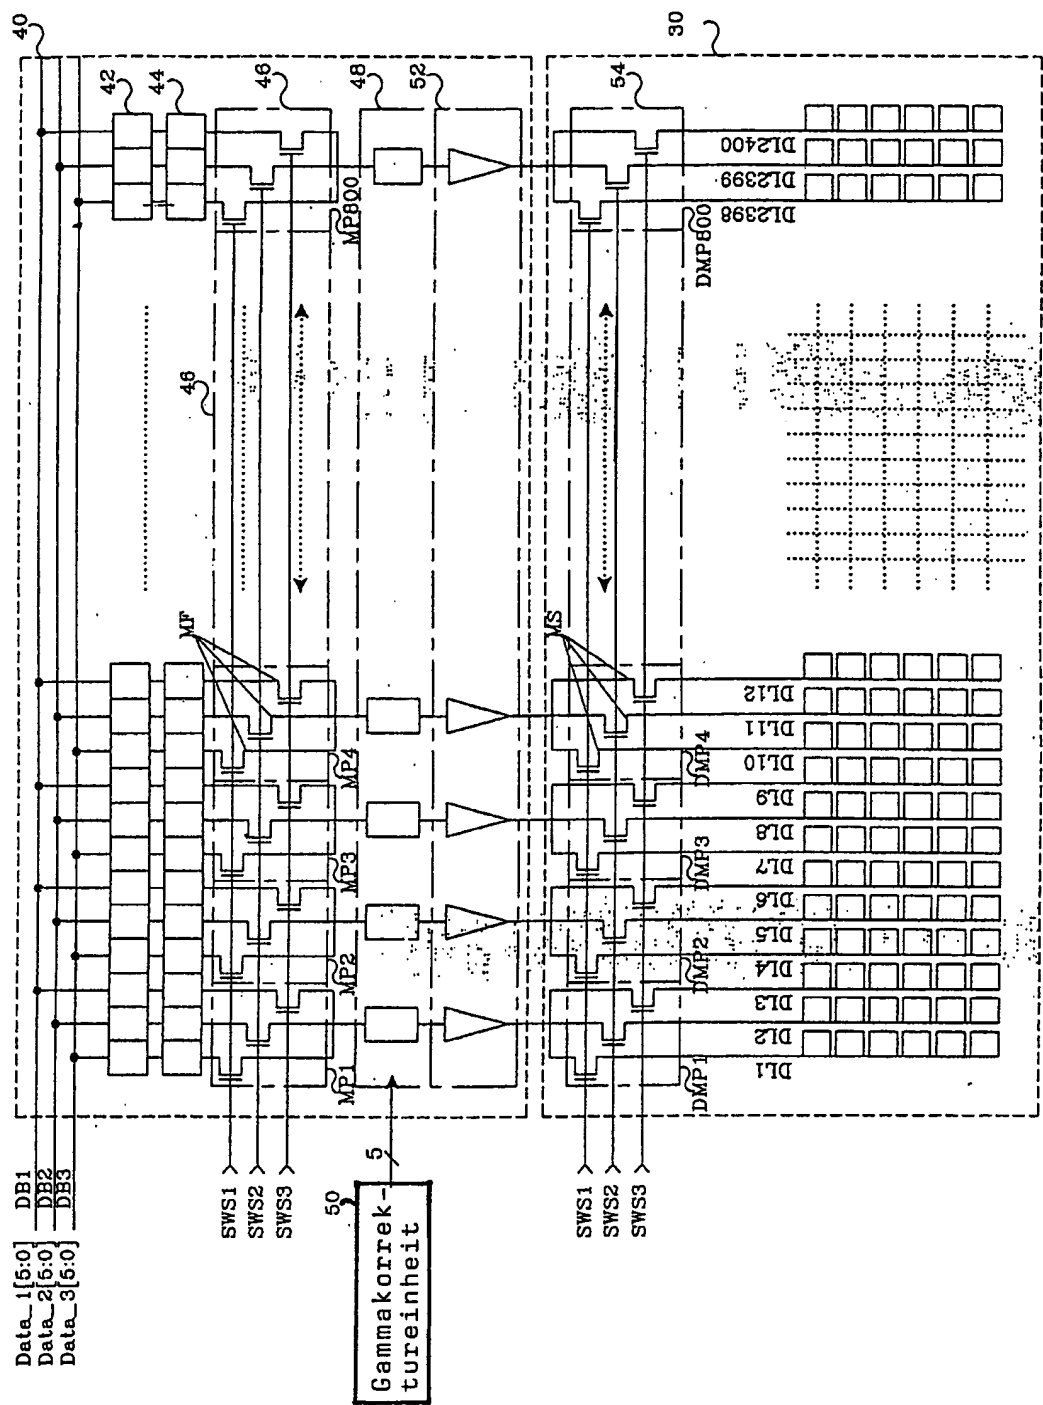 Data_1[5:0]
Data_2[5:0]
Data_3[5:0]
DB1
DB2
DB3
40
42
44
46
46
MF
SWS1
SWS2
SWS3
MP1
MP2
MP3
MP4
MP800
48
52
50
Gammakorrek-
tureinheit
5
30
54
MS
SWS1
SWS2
SWS3
DMP1
DMP2
DMP3
DMP4
DMP800
DL1
DL2
DL3
DL4
DL5
DL6
DL7
DL8
DL9
DL10
DL11
DL12
DL2398
DL2399
DL2400